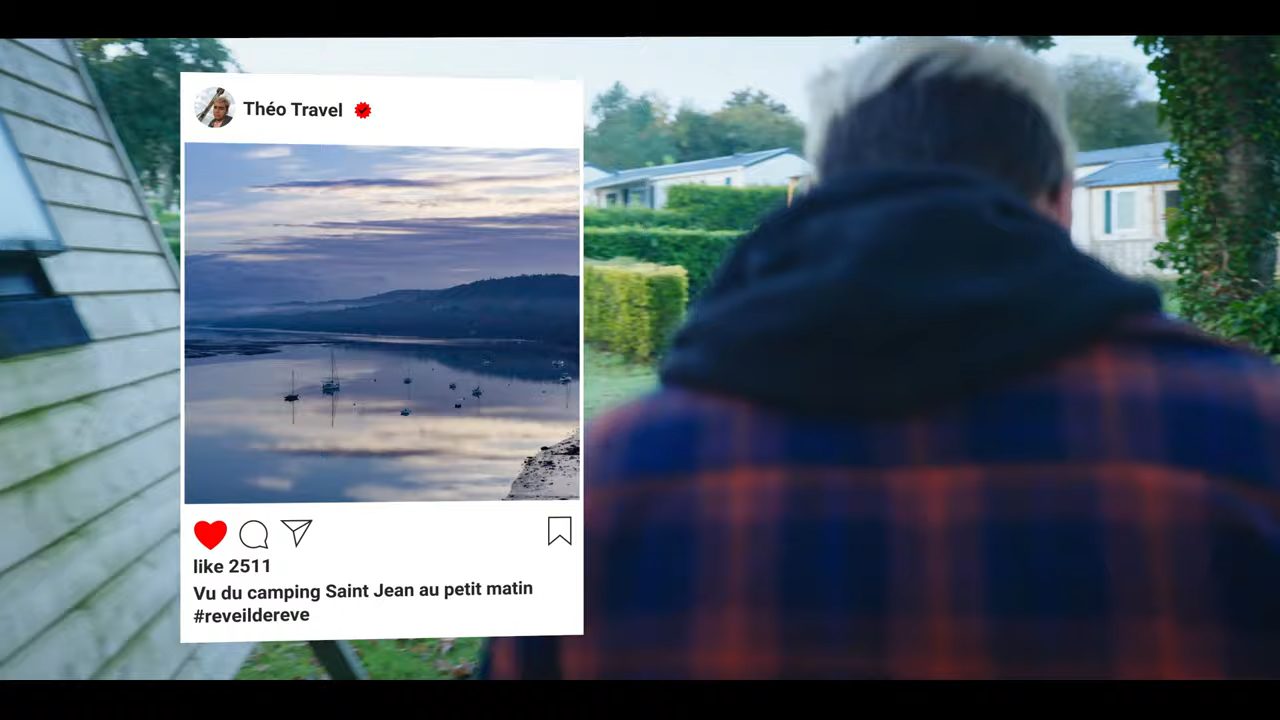 Théo Travel
like 2511
Vu du camping Saint Jean au petit matin
#reveildereve